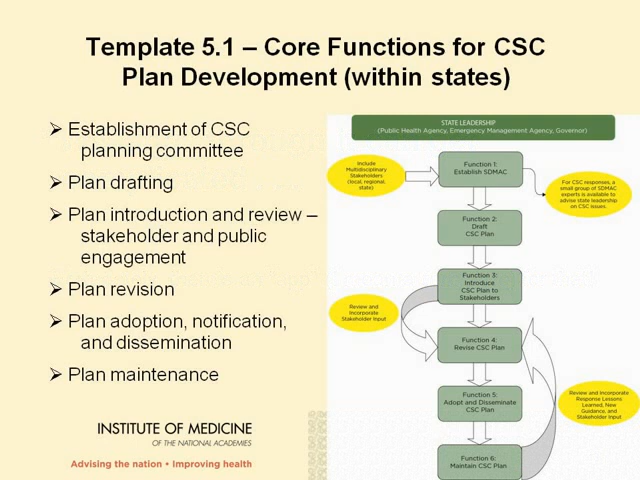 Template 5.1 – Core Functions for CSC
Plan Development (within states)
➢ Establishment of CSC
planning committee
➢ Plan drafting
➢ Plan introduction and review –
stakeholder and public
engagement
➢ Plan revision
➢ Plan adoption, notification,
and dissemination
➢ Plan maintenance
INSTITUTE OF MEDICINE
OF THE NATIONAL ACADEMIES
Advising the nation • Improving health
STATE LEADERSHIP
(Public Health Agency, Emergency Management Agency, Governor)
Include
Multidisciplinary
Stakeholders
(local, regional,
state)
Function 1:
Establish SDMAC
For CSC responses, a
small group of SDMAC
experts is available to
advise state leadership
on CSC issues.
Function 2:
Draft
CSC Plan
Function 3:
Introduce
CSC Plan to
Stakeholders
Review and
Incorporate
Stakeholder Input
Function 4:
Revise CSC Plan
Function 5:
Adopt and Disseminate
CSC Plan
Review and Incorporate
Response Lessons
Learned, New
Guidance, and
Stakeholder Input
Function 6:
Maintain CSC Plan